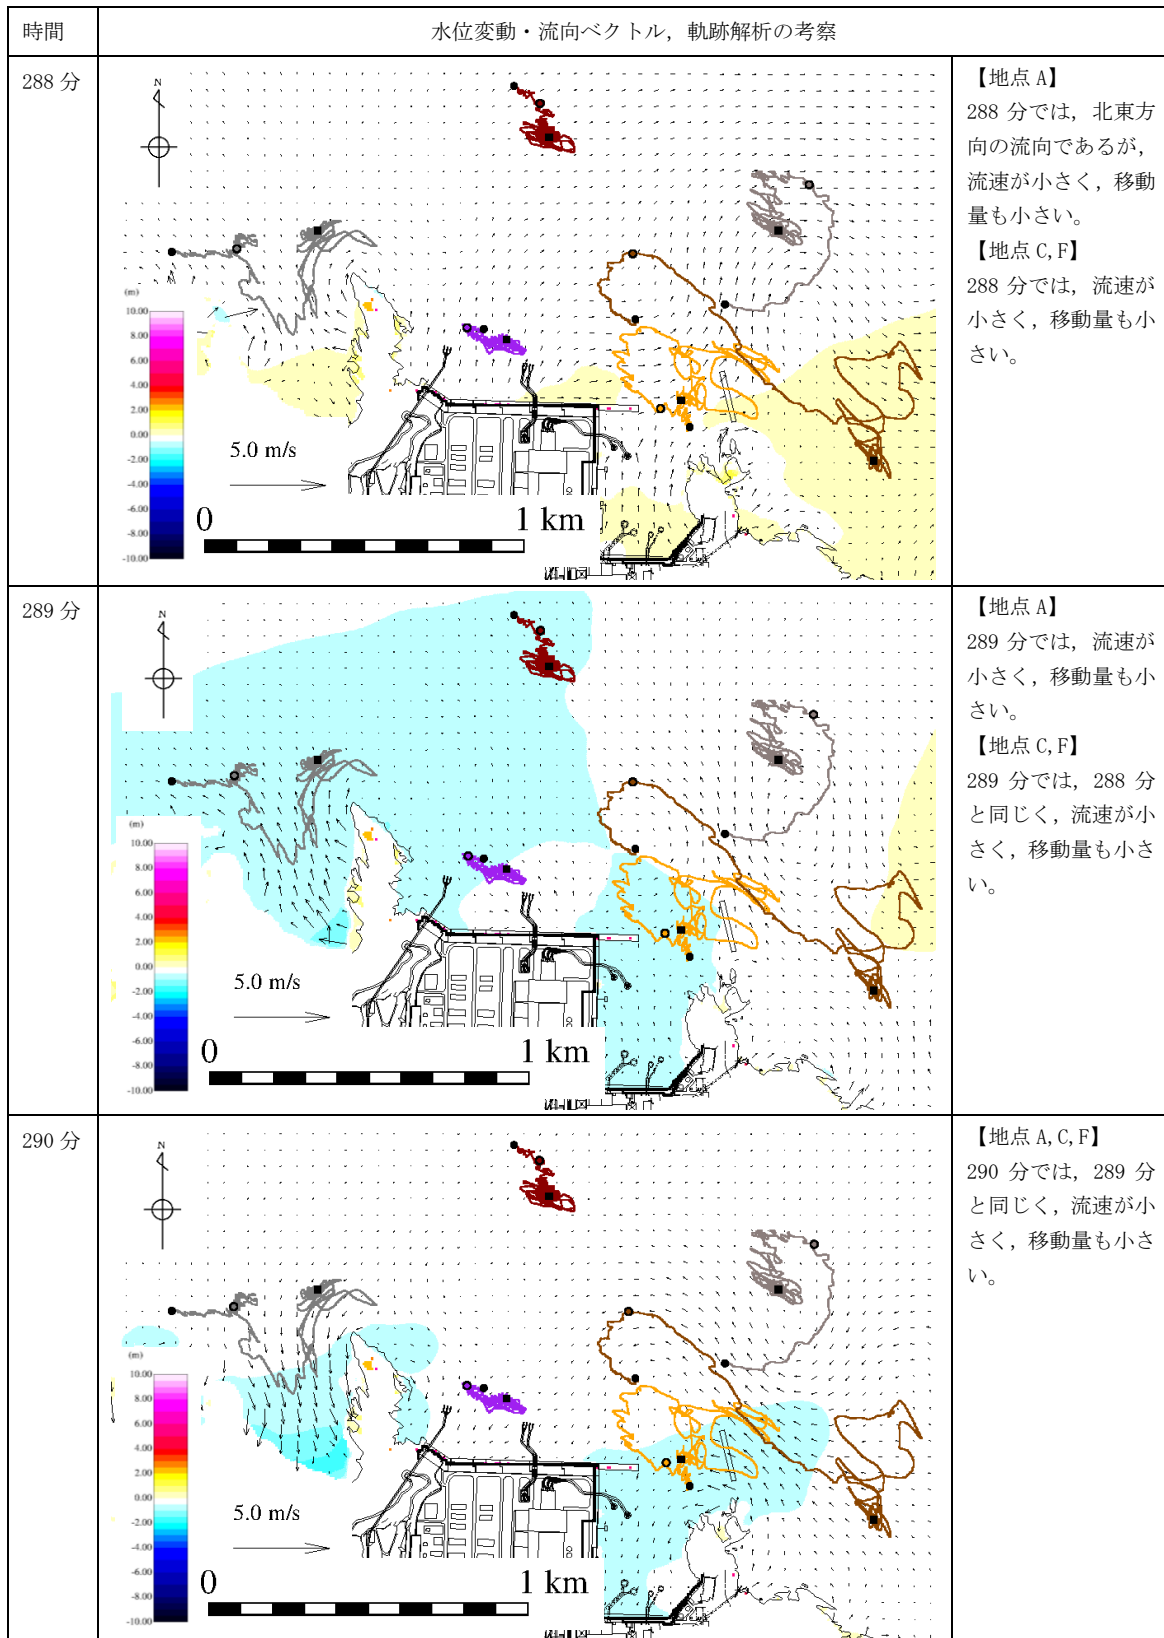 時間
水位変動・流向ベクトル，軌跡解析の考察
288 分
N
(m)
10.00
8.00
6.00
4.00
2.00
0.00
-2.00
-4.00
-6.00
-8.00
-10.00
5.0 m/s
0
1 km
【地点 A】
288 分では，北東方
向の流向であるが，
流速が小さく，移動
量も小さい。
【地点 C,F】
288 分では，流速が
小さく，移動量も小
さい。
289 分
N
(m)
10.00
8.00
6.00
4.00
2.00
0.00
-2.00
-4.00
-6.00
-8.00
-10.00
5.0 m/s
0
1 km
【地点 A】
289 分では，流速が
小さく，移動量も小
さい。
【地点 C,F】
289 分では，288 分
と同じく，流速が小
さく，移動量も小さ
い。
290 分
N
(m)
10.00
8.00
6.00
4.00
2.00
0.00
-2.00
-4.00
-6.00
-8.00
-10.00
5.0 m/s
0
1 km
【地点 A,C,F】
290 分では，289 分
と同じく，流速が小
さく，移動量も小さ
い。